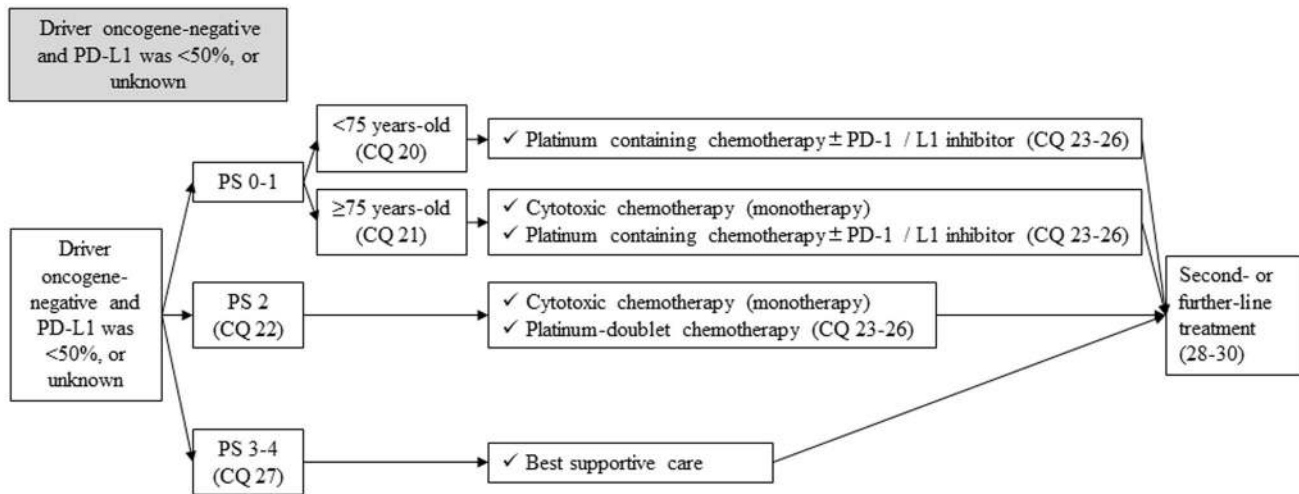 Driver oncogene-negative
and PD-L1 was <50%, or
unknown
<75 years-old
(CQ 20)
✓ Platinum containing chemotherapy ± PD-1 / L1 inhibitor (CQ 23-26)
PS 0-1
≥75 years-old
(CQ 21)
✓ Cytotoxic chemotherapy (monotherapy)
✓ Platinum containing chemotherapy ± PD-1 / L1 inhibitor (CQ 23-26)
Driver
oncogene-
negative and
PD-L1 was
<50%, or
unknown
PS 2
(CQ 22)
✓ Cytotoxic chemotherapy (monotherapy)
✓ Platinum-doublet chemotherapy (CQ 23-26)
Second- or
further-line
treatment
(28-30)
PS 3-4
(CQ 27)
✓ Best supportive care